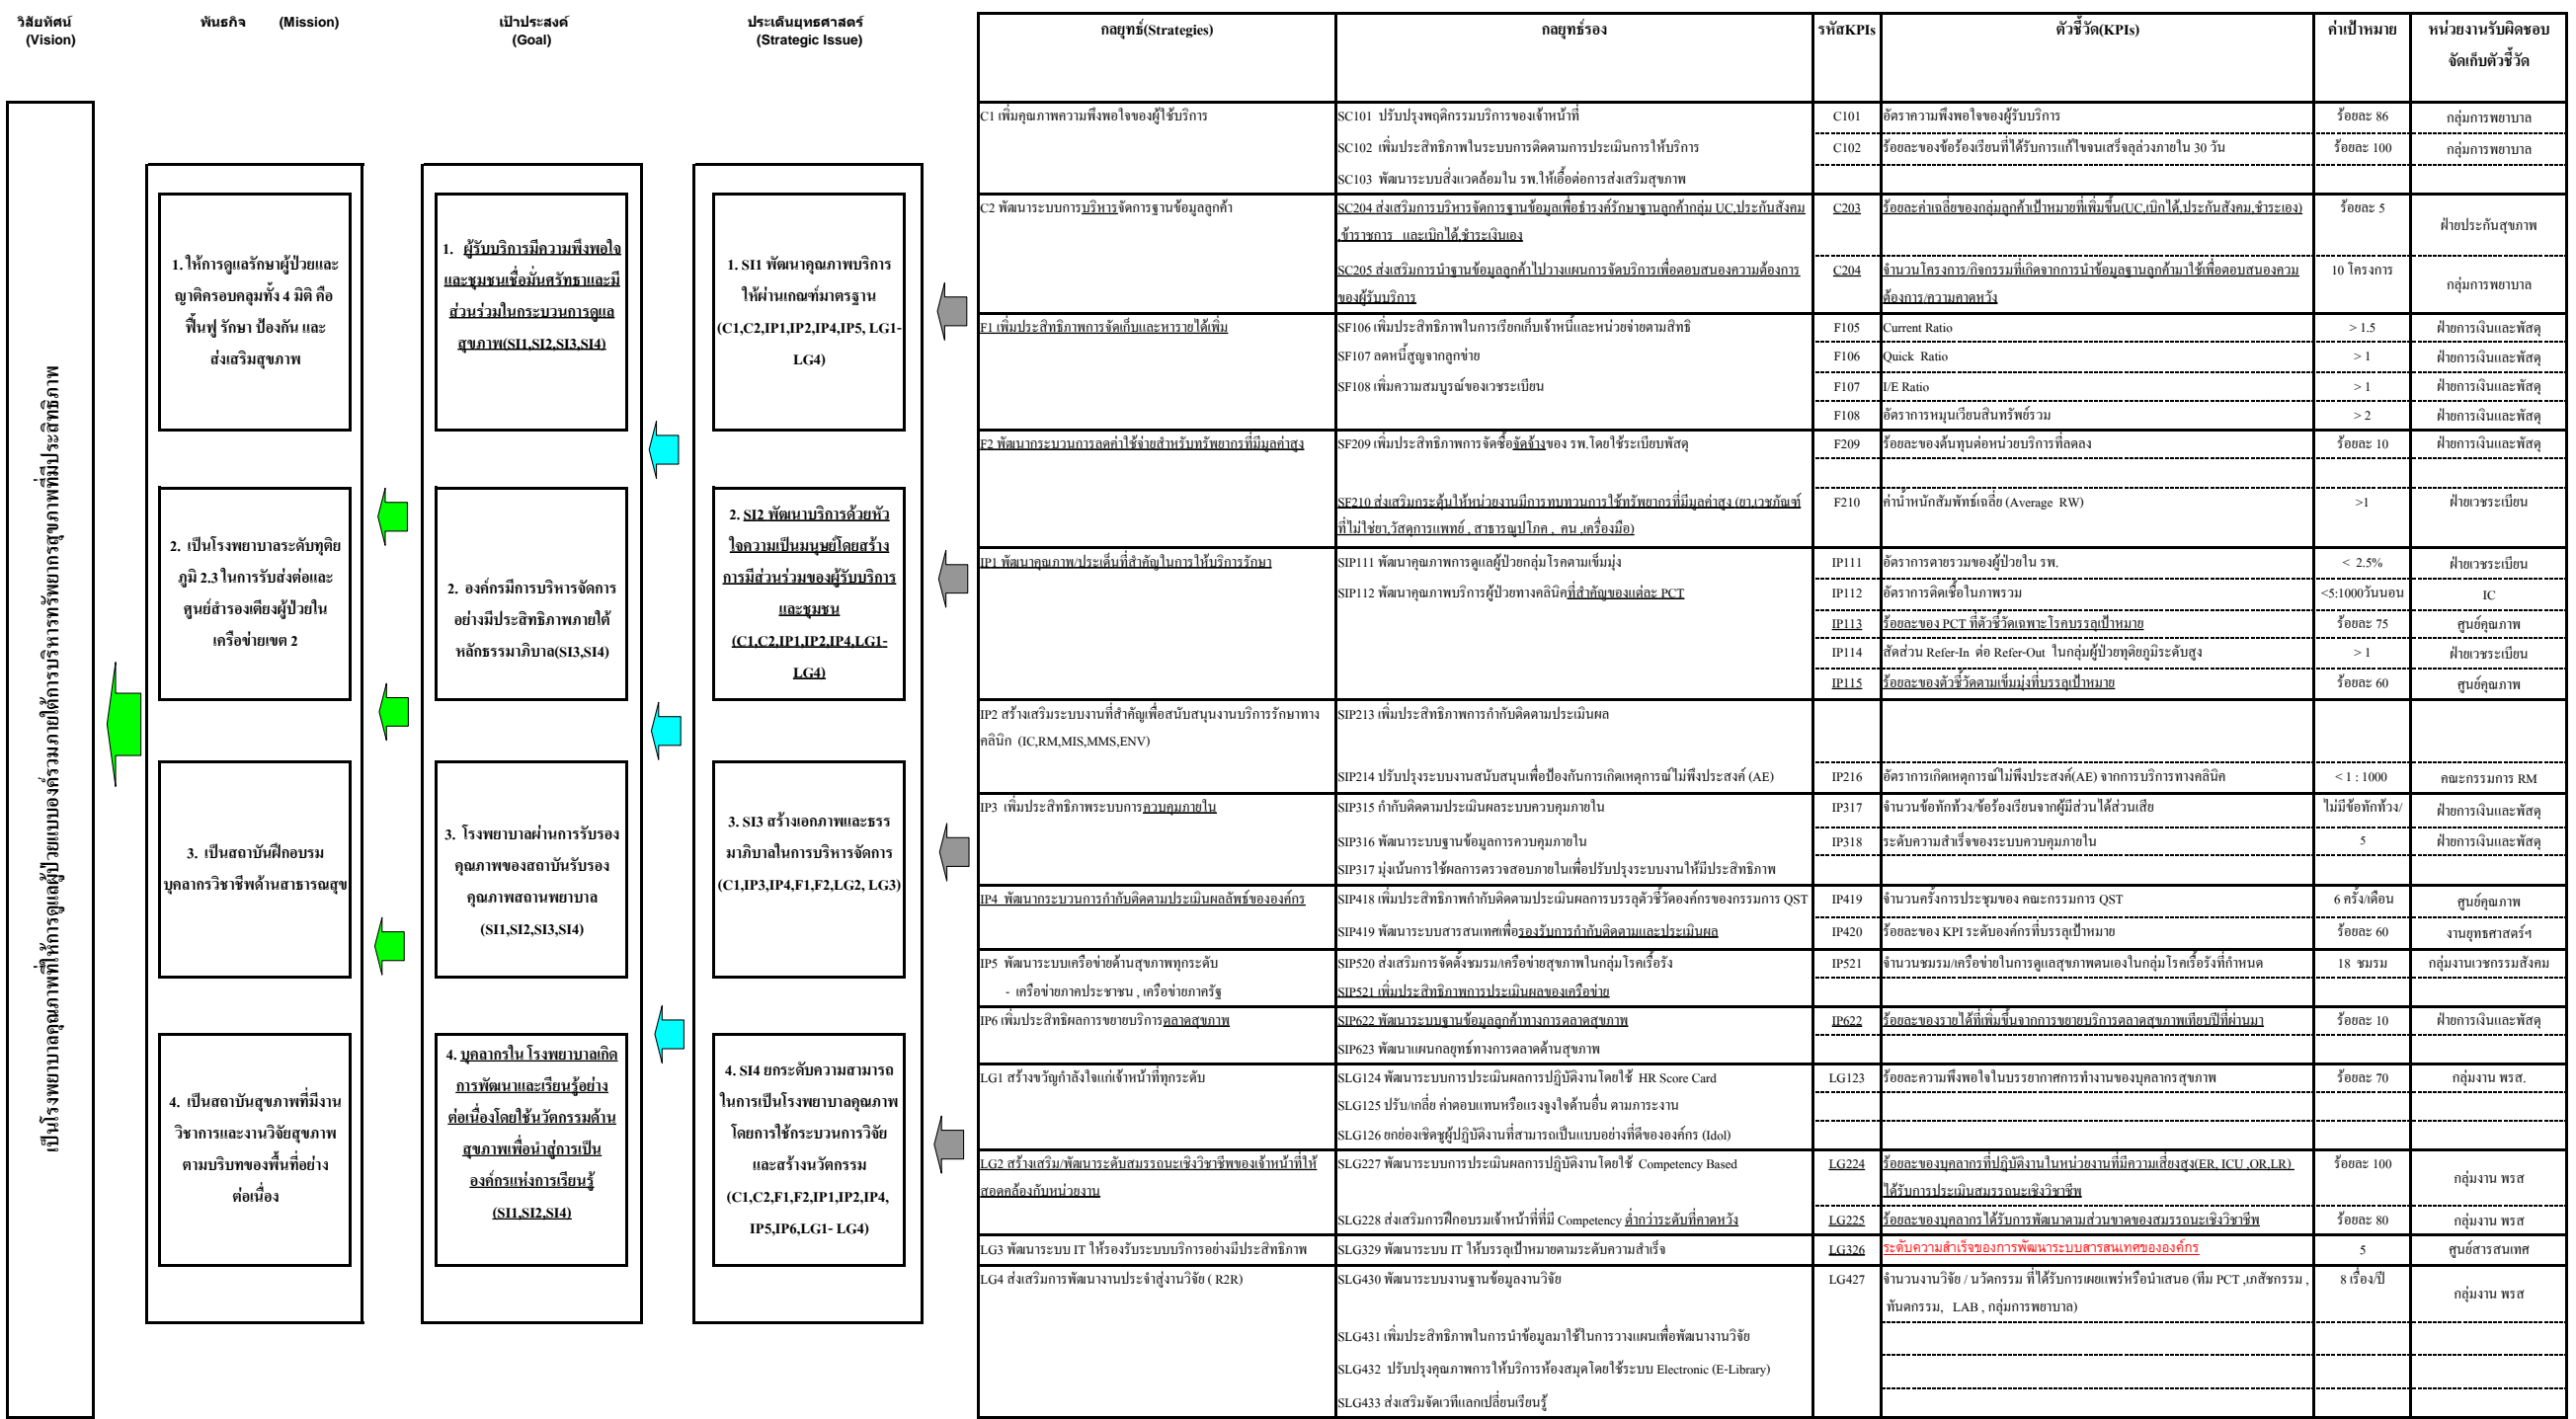 วิสัยทัศน์
(Vision)
พันธกิจ (Mission)
เป้าประสงค์
(Goal)
ประเด็นยุทธศาสตร์
(Strategic Issue)
เป็นโรงพยาบาลคุณภาพที่ให้การดูแลผู้ป่วยแบบองค์รวมภายใต้การบริหารทรัพยากรสุขภาพที่มีประสิทธิภาพ
1. ให้การดูแลรักษาผู้ป่วยและ
ญาติครอบคลุมทั้ง 4 มิติ คือ
ฟื้นฟู รักษา ป้องกัน และ
ส่งเสริมสุขภาพ
2. เป็นโรงพยาบาลระดับทุติย
ภูมิ 2.3 ในการรับส่งต่อและ
ศูนย์สำรองเตียงผู้ป่วยใน
เครือข่ายเขต 2
3. เป็นสถาบันฝึกอบรม
บุคลากรวิชาชีพด้านสาธารณสุข
4. เป็นสถาบันสุขภาพที่มีงาน
วิชาการและงานวิจัยสุขภาพ
ตามบริบทของพื้นที่อย่าง
ต่อเนื่อง
1. ผู้รับบริการมีความพึงพอใจ
และชุมชนเชื่อมั่นศรัทธาและมี
ส่วนร่วมในกระบวนการดูแล
สุขภาพ(SI1,SI2,SI3,SI4)
2. องค์กรมีการบริหารจัดการ
อย่างมีประสิทธิภาพภายใต้
หลักธรรมาภิบาล(SI3,SI4)
3. โรงพยาบาลผ่านการรับรอง
คุณภาพของสถาบันรับรอง
คุณภาพสถานพยาบาล
(SI1,SI2,SI3,SI4)
4. บุคลากรในโรงพยาบาลเกิด
การพัฒนาและเรียนรู้อย่าง
ต่อเนื่องโดยใช้นวัตกรรมด้าน
สุขภาพเพื่อนำสู่การเป็น
องค์กรแห่งการเรียนรู้
(SI1,SI2,SI4)
1. SI1 พัฒนาคุณภาพบริการ
ให้ผ่านเกณฑ์มาตรฐาน
(C1,C2,IP1,IP2,IP4,IP5, LG1-
LG4)
2. SI2 พัฒนาบริการด้วยหัว
ใจความเป็นมนุษย์โดยสร้าง
การมีส่วนร่วมของผู้รับบริการ
และชุมชน
(C1,C2,IP1,IP2,IP4,LG1-
LG4)
3. SI3 สร้างเอกภาพและธรร
มาภิบาลในการบริหารจัดการ
(C1,IP3,IP4,F1,F2,LG2, LG3)
4. SI4 ยกระดับความสามารถ
ในการเป็นโรงพยาบาลคุณภาพ
โดยการใช้กระบวนการวิจัย
และสร้างนวัตกรรม
(C1,C2,F1,F2,IP1,IP2,IP4,
IP5,IP6,LG1- LG4)
กลยุทธ์(Strategies) กลยุทธ์รอง รหัสKPIs ตัวชี้วัด(KPIs) ค่าเป้าหมาย หน่วยงานรับผิดชอบ
จัดเก็บตัวชี้วัด
C1 เพิ่มคุณภาพความพึงพอใจของผู้ใช้บริการ SC101 ปรับปรุงพฤติกรรมบริการของเจ้าหน้าที่ C101 อัตราความพึงพอใจของผู้รับบริการ ร้อยละ 86 กลุ่มการพยาบาล
SC102 เพิ่มประสิทธิภาพในระบบการติดตามการประเมินการให้บริการ C102 ร้อยละของข้อร้องเรียนที่ได้รับการแก้ไขจนเสร็จลุล่วงภายใน 30 วัน ร้อยละ 100 กลุ่มการพยาบาล
SC103 พัฒนาระบบสิ่งแวดล้อมใน รพ.ให้เอื้อต่อการส่งเสริมสุขภาพ
C2 พัฒนาระบบการบริหารจัดการฐานข้อมูลลูกค้า SC204 ส่งเสริมการบริหารจัดการฐานข้อมูลเพื่อธำรงค์รักษาฐานลูกค้ากลุ่ม UC,ประกันสังคม C203 ร้อยละค่าเฉลี่ยของกลุ่มลูกค้าเป้าหมายที่เพิ่มขึ้น(UC,เบิกได้,ประกันสังคม,ชำระเอง) ร้อยละ 5 ฝ่ายประกันสุขภาพ
,ข้าราชการ และเบิกได้,ชำระเงินเอง
SC205 ส่งเสริมการนำฐานข้อมูลลูกค้าไปวางแผนการจัดบริการเพื่อตอบสนองความต้องการ C204 จำนวนโครงการ/กิจกรรมที่เกิดจากการนำข้อมูลฐานลูกค้ามาใช้เพื่อตอบสนองควม 10 โครงการ กลุ่มการพยาบาล
ของผู้รับบริการ ต้องการ/ความคาดหวัง
F1 เพิ่มประสิทธิภาพการจัดเก็บและหารายได้เพิ่ม SF106 เพิ่มประสิทธิภาพในการเรียกเก็บเจ้าหนี้และหน่วยจ่ายตามสิทธิ F105 Current Ratio > 1.5 ฝ่ายการเงินและพัสดุ
SF107 ลดหนี้สูญจากลูกข่าย F106 Quick Ratio > 1 ฝ่ายการเงินและพัสดุ
SF108 เพิ่มความสมบูรณ์ของเวชระเบียน F107 I/E Ratio > 1 ฝ่ายการเงินและพัสดุ
F108 อัตราการหมุนเวียนสินทรัพย์รวม > 2 ฝ่ายการเงินและพัสดุ
F2 พัฒนากระบวนการลดค่าใช้จ่ายสำหรับทรัพยากรที่มีมูลค่าสูง SF209 เพิ่มประสิทธิภาพการจัดซื้อจัดจ้างของ รพ.โดยใช้ระเบียบพัสดุ F209 ร้อยละของต้นทุนต่อหน่วยบริการที่ลดลง ร้อยละ 10 ฝ่ายการเงินและพัสดุ
SF210 ส่งเสริมกระตุ้นให้หน่วยงานมีการทบทวนการใช้ทรัพยากรที่มีมูลค่าสูง (ยา,เวชภัณฑ์ F210 ค่าน้ำหนักสัมพัทธ์เฉลี่ย (Average RW) >1 ฝ่ายเวชระเบียน
ที่ไม่ใช่ยา,วัสดุการแพทย์ , สาธารณูปโภค , คน ,เครื่องมือ)
IP1 พัฒนาคุณภาพ/ประเด็นที่สำคัญในการให้บริการรักษา SIP111 พัฒนาคุณภาพการดูแลผู้ป่วยกลุ่มโรคตามเข็มมุ่ง IP111 อัตราการตายรวมของผู้ป่วยใน รพ. < 2.5% ฝ่ายเวชระเบียน
SIP112 พัฒนาคุณภาพบริการผู้ป่วยทางคลินิคที่สำคัญของแต่ละ PCT IP112 อัตราการติดเชื้อในภาพรวม <5:1000วันนอน IC
IP113 ร้อยละของ PCT ที่ตัวชี้วัดเฉพาะโรคบรรลุเป้าหมาย ร้อยละ 75 ศูนย์คุณภาพ
IP114 สัดส่วน Refer-In ต่อ Refer-Out ในกลุ่มผู้ป่วยทุติยภูมิระดับสูง > 1 ฝ่ายเวชระเบียน
IP115 ร้อยละของตัวชี้วัดตามเข็มมุ่งที่บรรลุเป้าหมาย ร้อยละ 60 ศูนย์คุณภาพ
IP2 สร้างเสริมระบบงานที่สำคัญเพื่อสนับสนุนงานบริการรักษาทาง SIP213 เพิ่มประสิทธิภาพการกำกับติดตามประเมินผล
คลินิก (IC,RM,MIS,MMS,ENV)
SIP214 ปรับปรุงระบบงานสนับสนุนเพื่อป้องกันการเกิดเหตุการณ์ไม่พึงประสงค์ (AE) IP216 อัตราการเกิดเหตุการณ์ไม่พึงประสงค์(AE) จากการบริการทางคลินิค < 1 : 1000 คณะกรรมการ RM
IP3 เพิ่มประสิทธิภาพระบบการควบคุมภายใน SIP315 กำกับติดตามประเมินผลระบบควบคุมภายใน IP317 จำนวนข้อทักท้วง/ข้อร้องเรียนจากผู้มีส่วนได้ส่วนเสีย ไม่มีข้อทักท้วง/ ฝ่ายการเงินและพัสดุ
SIP316 พัฒนาระบบฐานข้อมูลการควบคุมภายใน IP318 ระดับความสำเร็จของระบบควบคุมภายใน 5 ฝ่ายการเงินและพัสดุ
SIP317 มุ่งเน้นการใช้ผลการตรวจสอบภายในเพื่อปรับปรุงระบบงานให้มีประสิทธิภาพ
IP4 พัฒนากระบวนการกำกับติดตามประเมินผลลัพธ์ขององค์กร SIP418 เพิ่มประสิทธิภาพกำกับติดตามประเมินผลการบรรลุตัวชี้วัดองค์กรของกรรมการ QST IP419 จำนวนครั้งการประชุมของ คณะกรรมการ QST 6 ครั้ง/เดือน ศูนย์คุณภาพ
SIP419 พัฒนาระบบสารสนเทศเพื่อรองรับการกำกับติดตามและประเมินผล IP420 ร้อยละของ KPI ระดับองค์กรที่บรรลุเป้าหมาย ร้อยละ 60 งานยุทธศาสตร์ฯ
IP5 พัฒนาระบบเครือข่ายด้านสุขภาพทุกระดับ SIP520 ส่งเสริมการจัดตั้งชมรม/เครือข่ายสุขภาพในกลุ่มโรคเรื้อรัง IP521 จำนวนชมรม/เครือข่ายในการดูแลสุขภาพตนเองในกลุ่มโรคเรื้อรังที่กำหนด 18 ชมรม กลุ่มงานเวชกรรมสังคม
- เครือข่ายภาคประชาชน , เครือข่ายภาครัฐ SIP521 เพิ่มประสิทธิภาพการประเมินผลของเครือข่าย
IP6 เพิ่มประสิทธิผลการขยายบริการตลาดสุขภาพ SIP622 พัฒนาระบบฐานข้อมูลลูกค้าทางการตลาดสุขภาพ IP622 ร้อยละของรายได้ที่เพิ่มขึ้นจากการขยายบริการตลาดสุขภาพเทียบปีที่ผ่านมา ร้อยละ 10 ฝ่ายการเงินและพัสดุ
SIP623 พัฒนาแผนกลยุทธ์ทางการตลาดด้านสุขภาพ
LG1 สร้างขวัญกำลังใจแก่เจ้าหน้าที่ทุกระดับ SLG124 พัฒนาระบบการประเมินผลการปฏิบัติงานโดยใช้ HR Score Card LG123 ร้อยละความพึงพอใจในบรรยากาศการทำงานของบุคลากรสุขภาพ ร้อยละ 70 กลุ่มงาน พรส.
SLG125 ปรับ/เกลี่ย ค่าตอบแทนหรือแรงจูงใจด้านอื่น ตามภาระงาน
SLG126 ยกย่องเชิดชูผู้ปฏิบัติงานที่สามารถเป็นแบบอย่างที่ดีขององค์กร (Idol)
LG2 สร้างเสริม/พัฒนาระดับสมรรถนะเชิงวิชาชีพของเจ้าหน้าที่ให้ SLG227 พัฒนาระบบการประเมินผลการปฏิบัติงานโดยใช้ Competency Based LG224 ร้อยละของบุคลากรที่ปฏิบัติงานในหน่วยงานที่มีความเสี่ยงสูง(ER, ICU ,OR,LR) ร้อยละ 100 กลุ่มงาน พรส
สอดคล้องกับหน่วยงาน ได้รับการประเมินสมรรถนะเชิงวิชาชีพ
SLG228 ส่งเสริมการฝึกอบรมเจ้าหน้าที่ที่มี Competency ต่ำกว่าระดับที่คาดหวัง LG225 ร้อยละของบุคลากรได้รับการพัฒนาตามส่วนขาดของสมรรถนะเชิงวิชาชีพ ร้อยละ 80 กลุ่มงาน พรส
LG3 พัฒนาระบบ IT ให้รองรับระบบบริการอย่างมีประสิทธิภาพ SLG329 พัฒนาระบบ IT ให้บรรลุเป้าหมายตามระดับความสำเร็จ LG326 ระดับความสำเร็จของการพัฒนาระบบสารสนเทศขององค์กร 5 ศูนย์สารสนเทศ
LG4 ส่งเสริมการพัฒนางานประจำสู่งานวิจัย ( R2R) SLG430 พัฒนาระบบงานฐานข้อมูลงานวิจัย LG427 จำนวนงานวิจัย / นวัตกรรม ที่ได้รับการเผยแพร่หรือนำเสนอ (ทีม PCT ,เภสัชกรรม , 8 เรื่อง/ปี กลุ่มงาน พรส
ทันตกรรม, LAB , กลุ่มการพยาบาล)
SLG431 เพิ่มประสิทธิภาพในการนำข้อมูลมาใช้ในการวางแผนเพื่อพัฒนางานวิจัย
SLG432 ปรับปรุงคุณภาพการให้บริการห้องสมุดโดยใช้ระบบ Electronic (E-Library)
SLG433 ส่งเสริมจัดเวทีแลกเปลี่ยนเรียนรู้